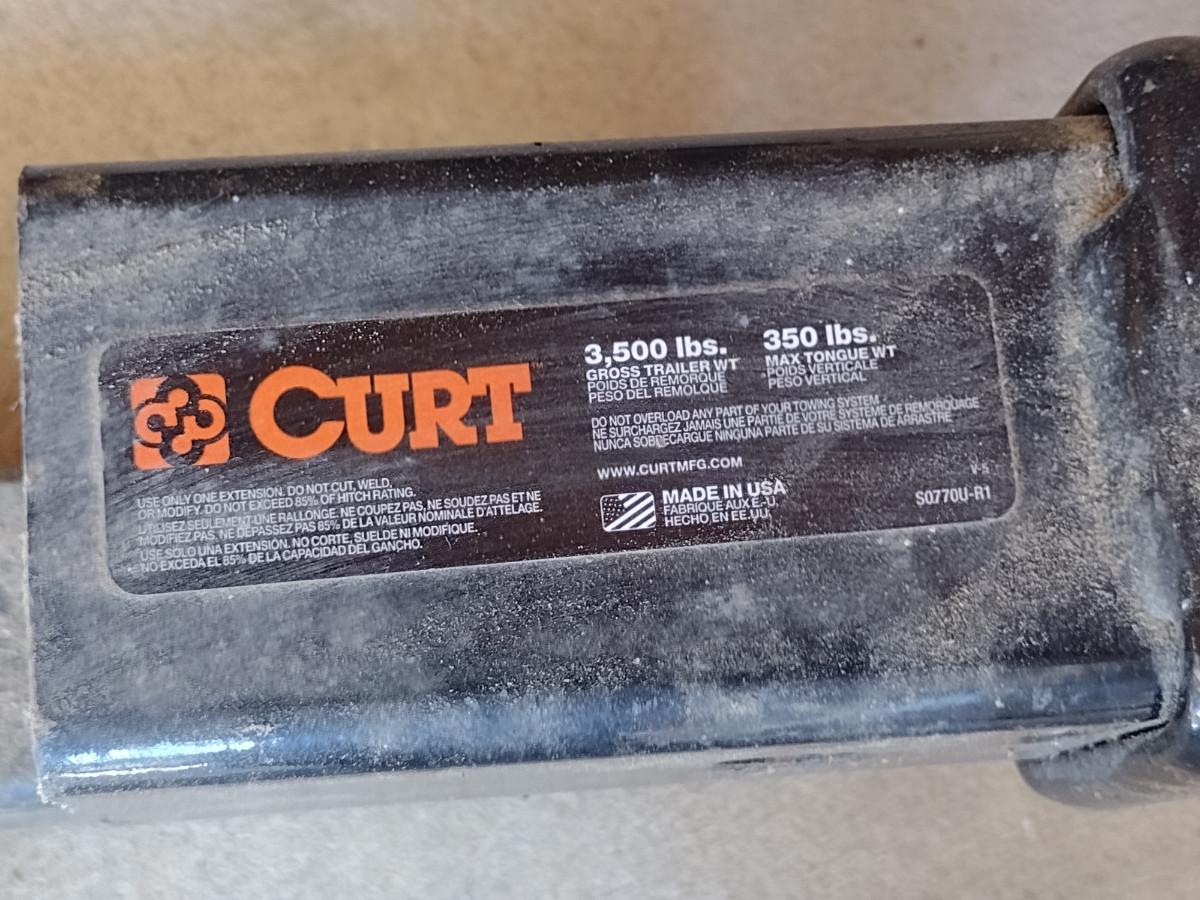 CURT
USE ONLY ONE EXTENSION. DO NOT CUT, WELD,
OR MODIFY. DO NOT EXCEED 85% OF HITCH RATING.
UTILISEZ SEULEMENT UNE RALLONGE. NE COUPEZ PAS, NE SOUDEZ PAS ET NE
MODIFIEZ PAS. NE DÉPASSEZ PAS 85% DE LA VALEUR NOMINALE D'ATTELAGE.
USE SOLO UNA EXTENSIÓN. NO CORTE, SUELDE NI MODIFIQUE.
NO EXCEDA EL 85% DE LA CAPACIDAD DEL GANCHO.
3,500 lbs.
GROSS TRAILER WT
POIDS DE REMORQUE
PESO DEL REMOLQUE
350 lbs.
MAX TONGUE WT
POIDS VERTICALE
PESO VERTICAL
DO NOT OVERLOAD ANY PART OF YOUR TOWING SYSTEM
NE SURCHARGEZ JAMAIS UNE PARTIE DE VOTRE SYSTEME DE REMORQUAGE
NUNCA SOBRECARGUE NINGUNA PARTE DE SU SISTEMA DE ARRASTRE
WWW.CURTMFG.COM
MADE IN USA
FABRIQUE AUX E.-U.
HECHO EN EE.UU.
V-5
S0770U-R1